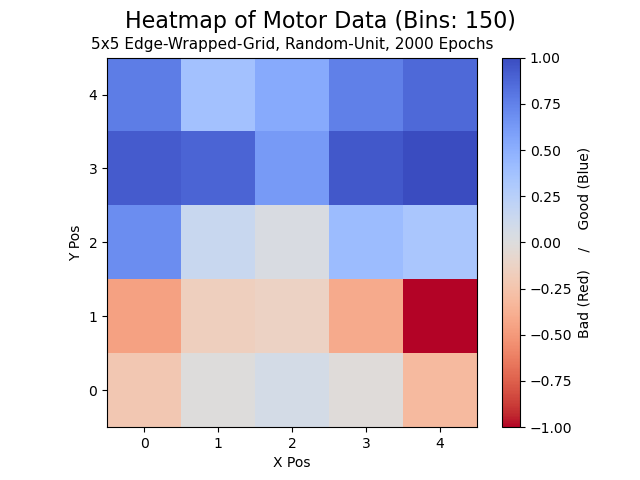 Heatmap of Motor Data (Bins: 150)
5x5 Edge-Wrapped-Grid, Random-Unit, 2000 Epochs
4
3
2
1
0
Y Pos
0 1 2 3 4
X Pos
1.00
0.75
0.50
0.25
0.00
−0.25
−0.50
−0.75
−1.00
Bad (Red) / Good (Blue)